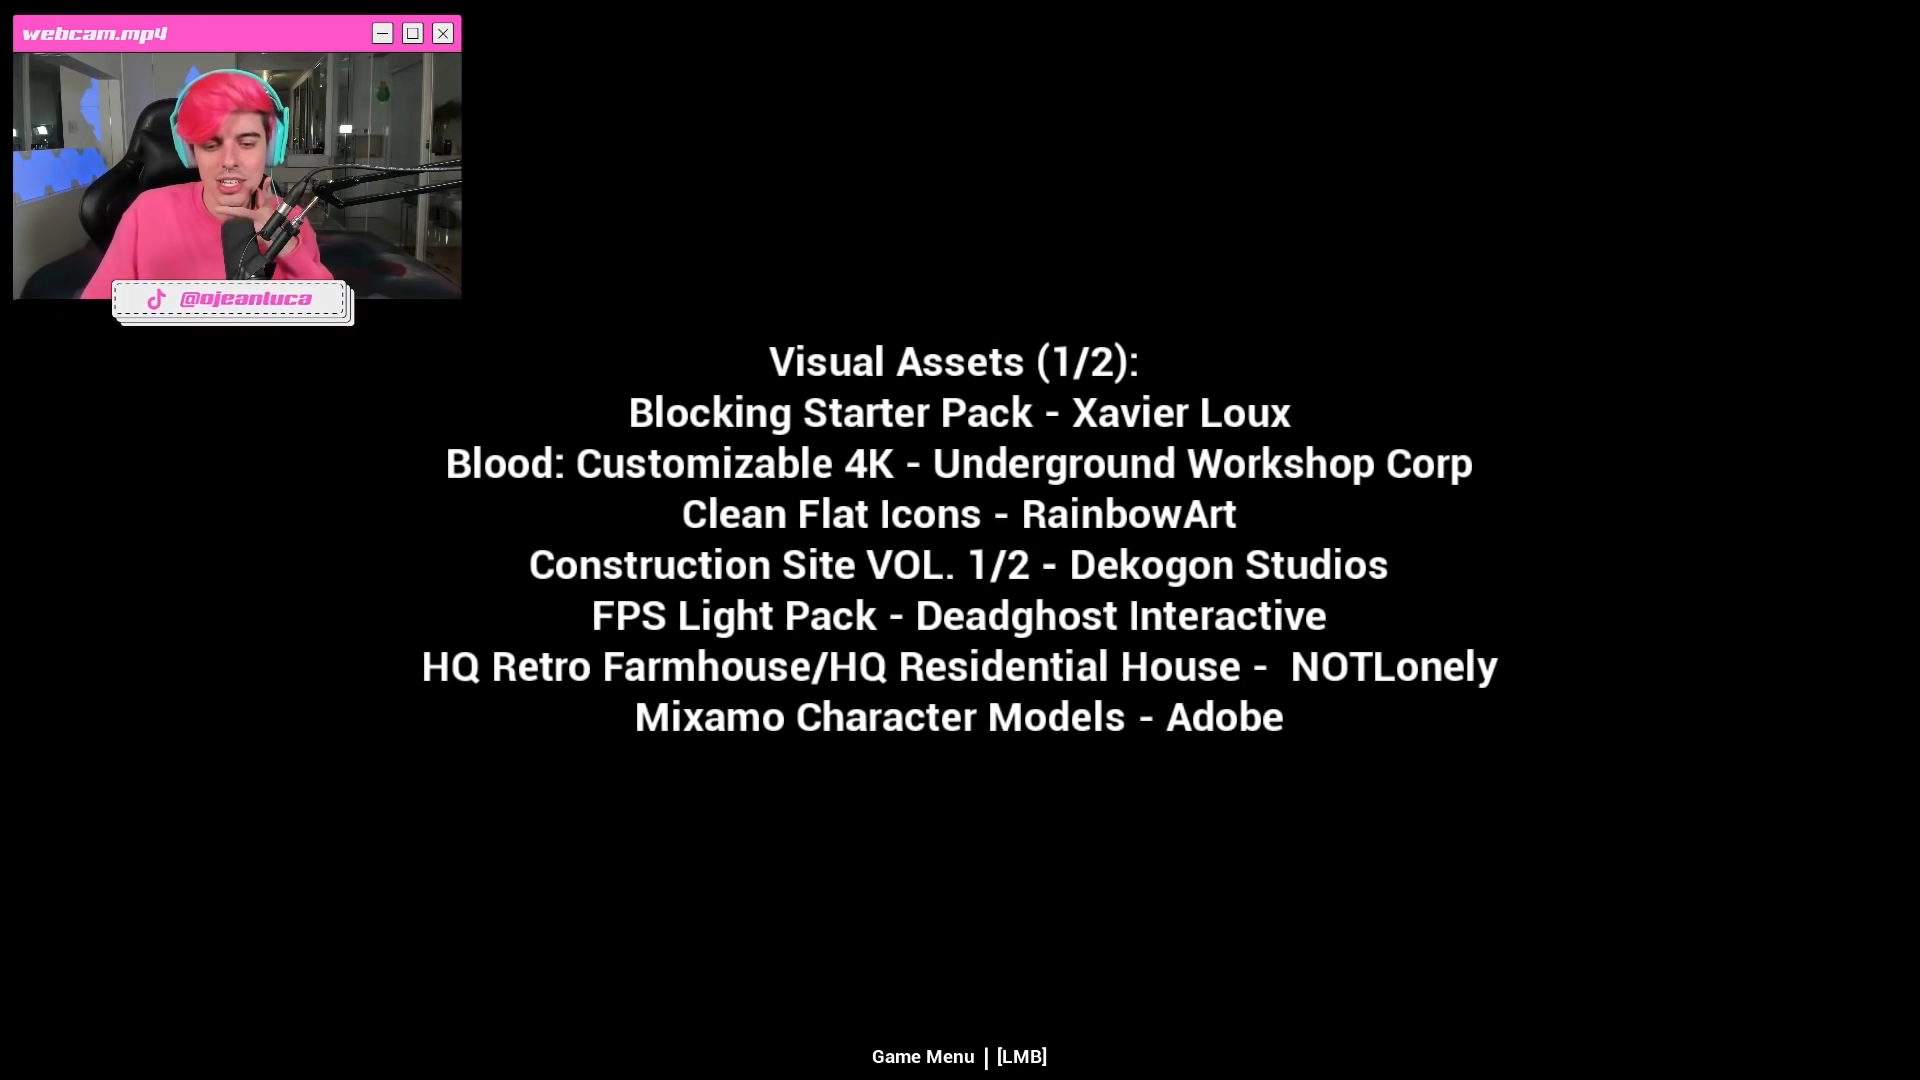 webcam.mp4
@ojeanluca
Visual Assets (1/2):
Blocking Starter Pack - Xavier Loux
Blood: Customizable 4K - Underground Workshop Corp
Clean Flat Icons - RainbowArt
Construction Site VOL. 1/2 - Dekogon Studios
FPS Light Pack - Deadghost Interactive
HQ Retro Farmhouse/HQ Residential House -  NOTLonely
Mixamo Character Models - Adobe
Game Menu | [LMB]